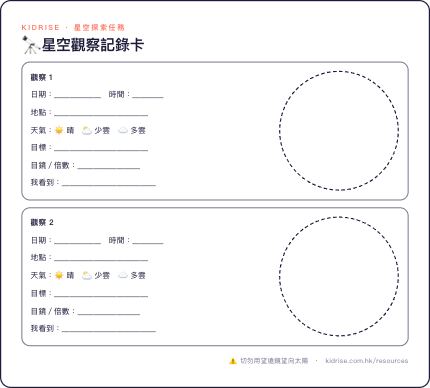 KIDRISE · 星空探索任務
🔭星空觀察記錄卡
觀察 1
日期：__________ 時間：_______
地點：____________________
天氣：☀️ 晴 🌤️ 少雲 ☁️ 多雲
目標：____________________
目鏡 / 倍數：______________
我看到：____________________
觀察 2
日期：__________ 時間：_______
地點：____________________
天氣：☀️ 晴 🌤️ 少雲 ☁️ 多雲
目標：____________________
目鏡 / 倍數：______________
我看到：____________________
⚠️ 切勿用望遠鏡望向太陽 · kidrise.com.hk/resources